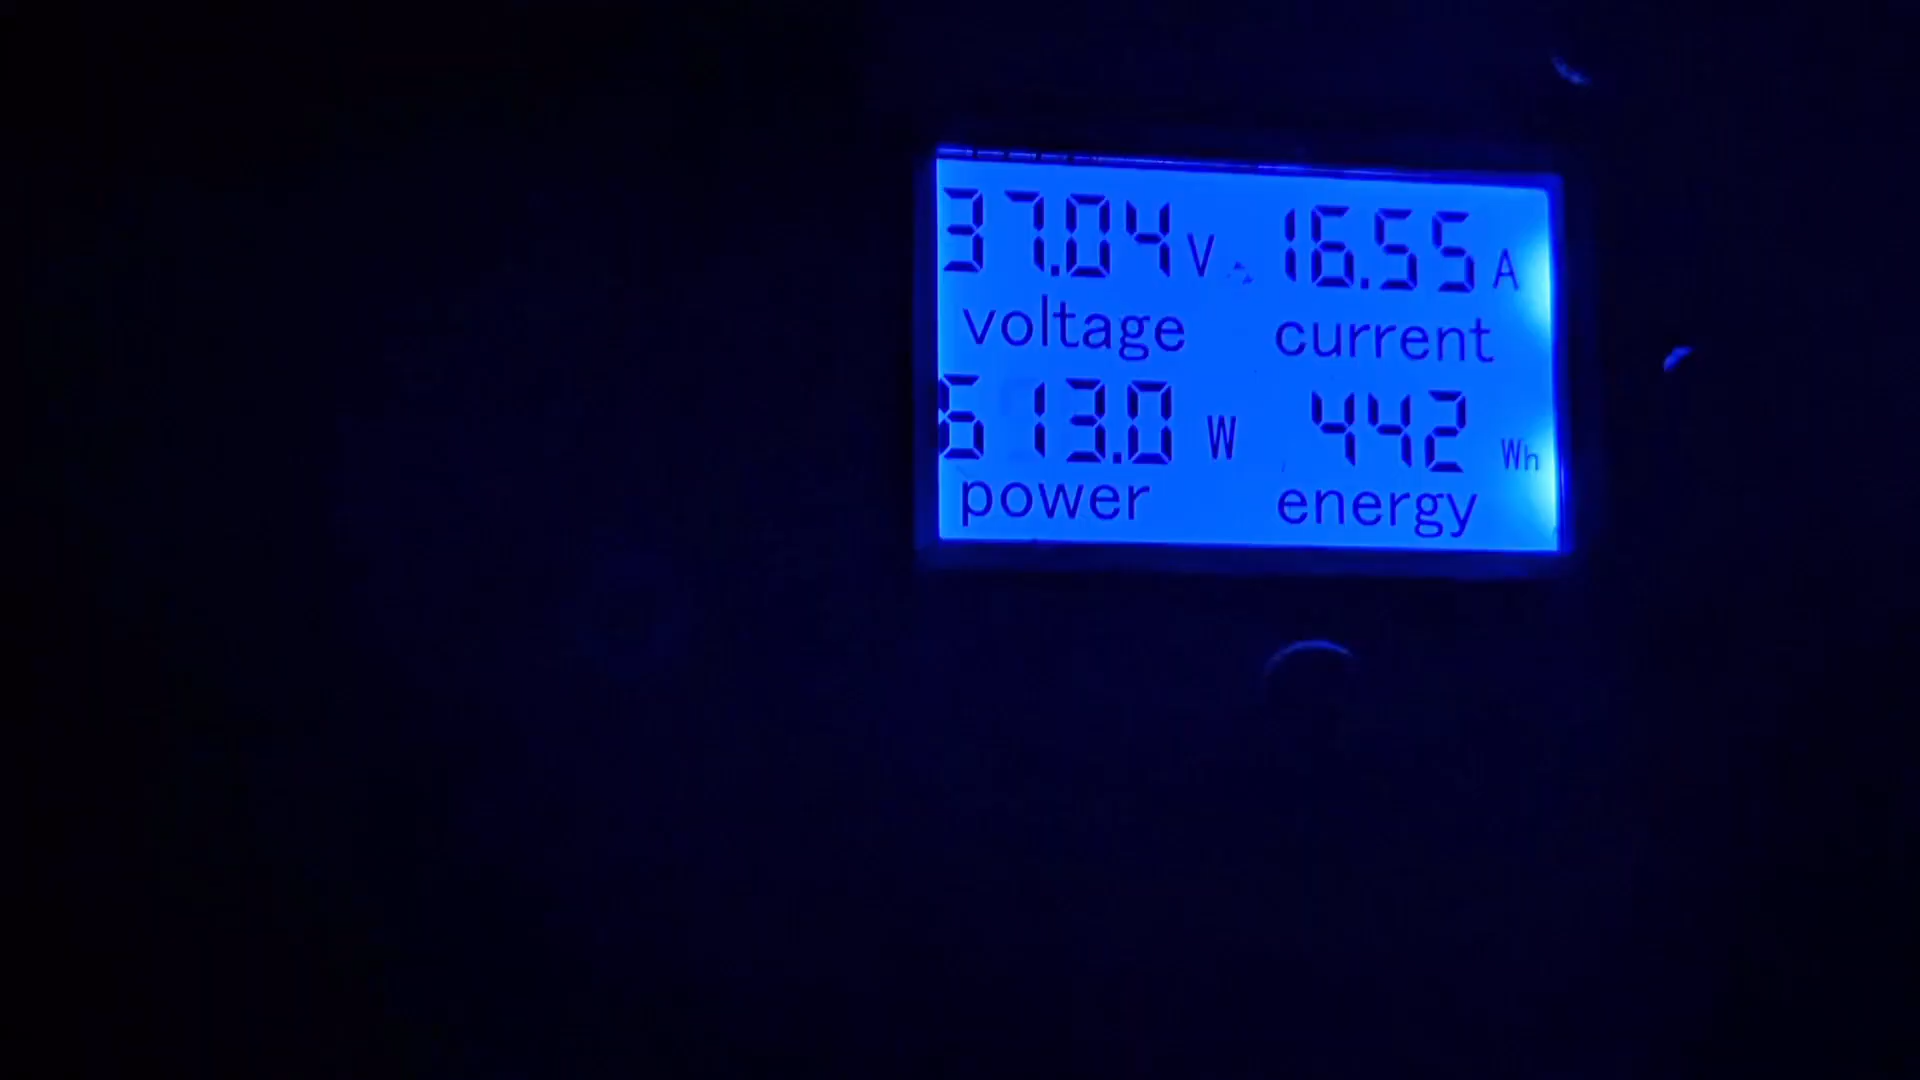 37.04 V 16.55 A
voltage current
613.0 W 442 Wh
power energy